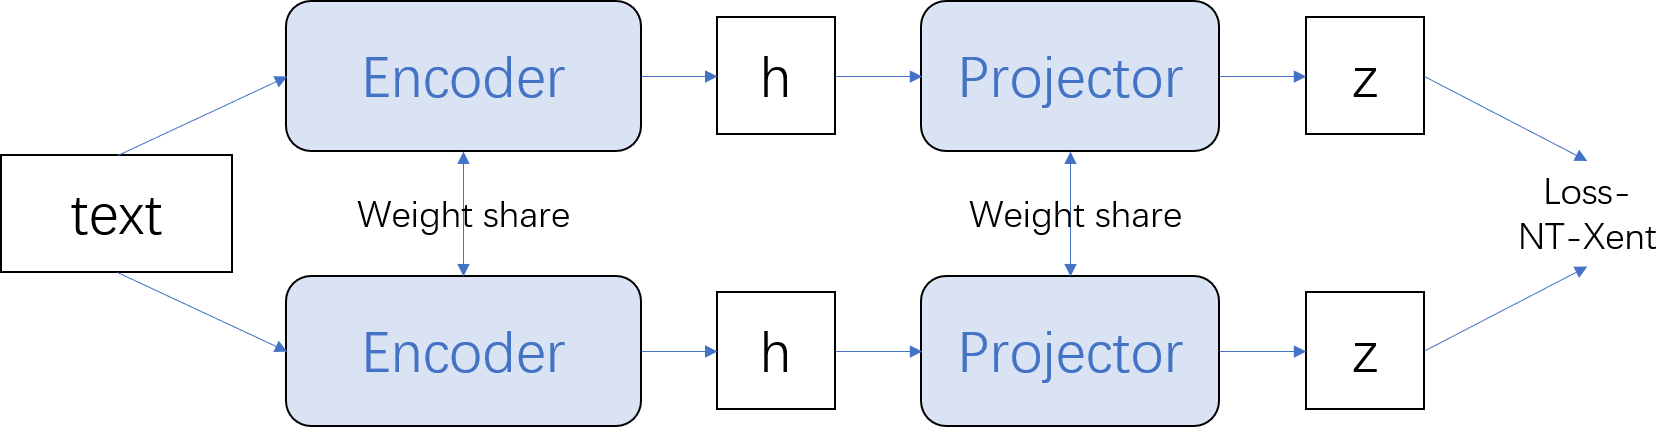 Encoder
h
Projector
z
text
Weight share
Weight share
Loss-
NT-Xent
Encoder
h
Projector
z